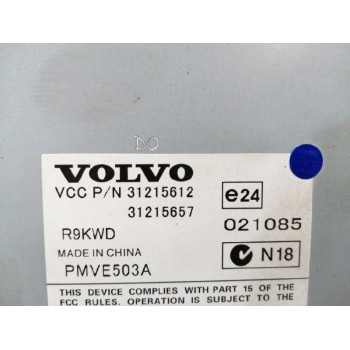 DO
VOLVO
VCC P/N 31215612
31215657
e24
021085
R9KWD
N18
MADE IN CHINA
PMVE503A
THIS DEVICE COMPLIES WITH PART 15 OF THE
FCC RULES. OPERATION IS SUBJECT TO THE